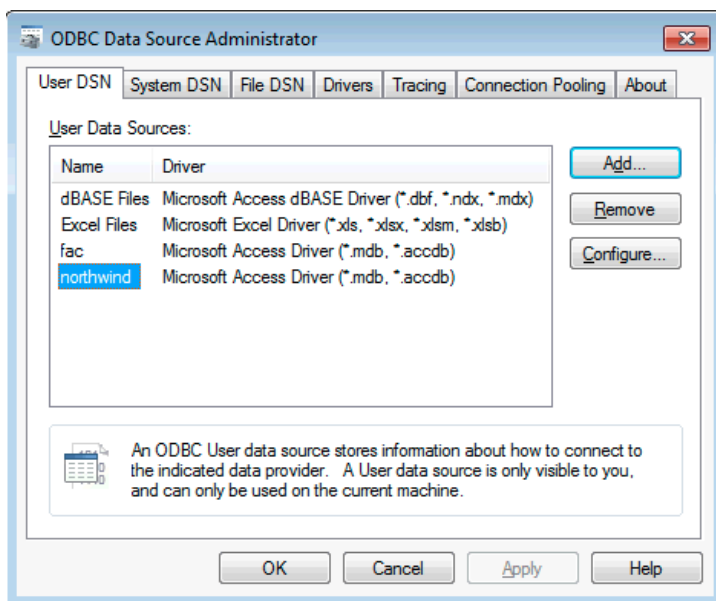 ODBC Data Source Administrator
User DSN System DSN File DSN Drivers Tracing Connection Pooling About
User Data Sources:
Name Driver
Add...
dBASE Files Microsoft Access dBASE Driver (*.dbf, *.ndx, *.mdx)
Remove
Excel Files Microsoft Excel Driver (*.xls, *.xlsx, *.xlsm, *.xlsb)
fac Microsoft Access Driver (*.mdb, *.accdb)
Configure...
northwind Microsoft Access Driver (*.mdb, *.accdb)
An ODBC User data source stores information about how to connect to
the indicated data provider. A User data source is only visible to you,
and can only be used on the current machine.
OK Cancel Apply Help